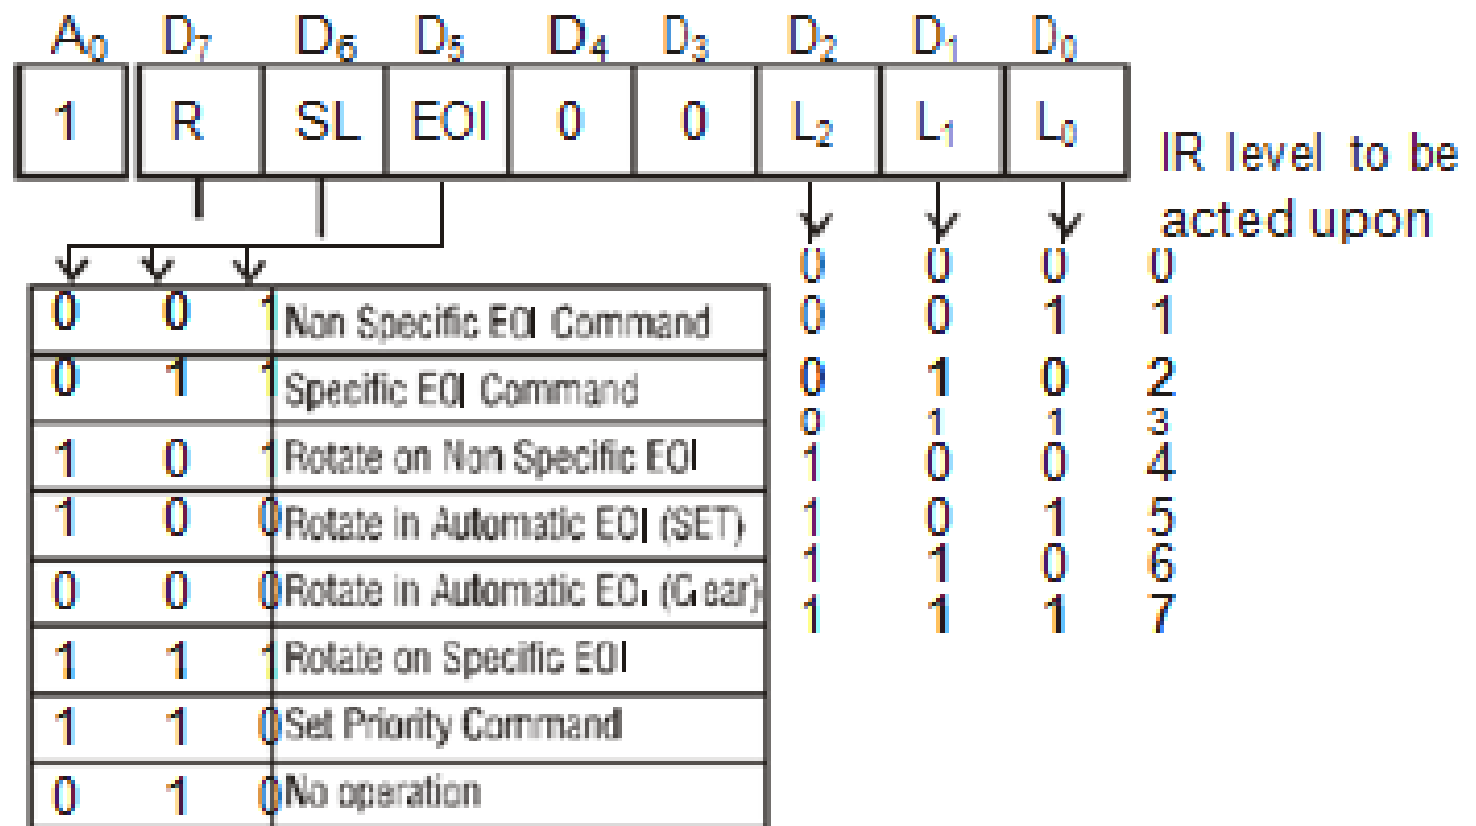 A₀ D₇ D₆ D₅ D₄ D₃ D₂ D₁ D₀
1 R SL EOI 0 0 L₂ L₁ L₀
IR level to be
acted upon
0 0 0 0
0 0 1 1
0 1 0 2
0 1 1 3
1 0 0 4
1 0 1 5
1 1 0 6
1 1 1 7
0 0 1 Non Specific EOI Command
0 1 1 Specific EOI Command
1 0 1 Rotate on Non Specific EOI
1 0 0 Rotate in Automatic EOI (SET)
0 0 0 Rotate in Automatic EOI (Clear)
1 1 1 Rotate on Specific EOI
1 1 0 Set Priority Command
0 1 0 No operation